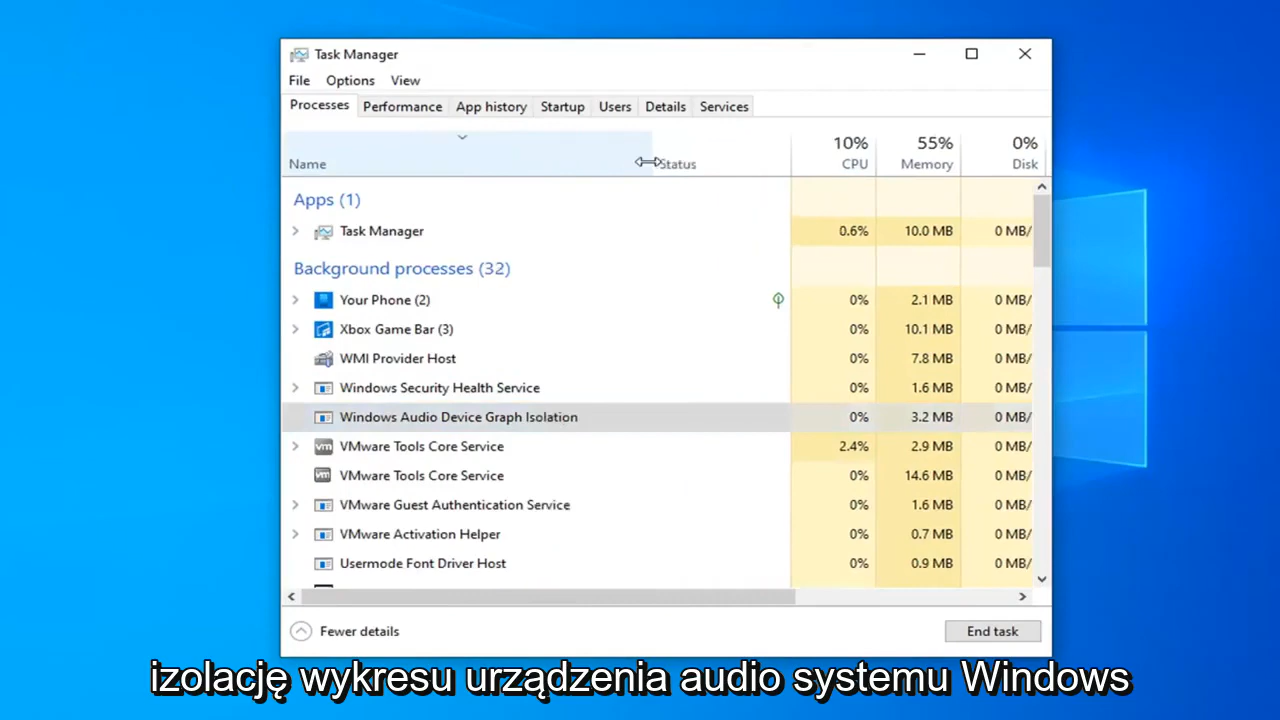 Task Manager
File Options View
Processes Performance App history Startup Users Details Services
10% 55% 0%
Name Status CPU Memory Disk
Apps (1)
Task Manager 0.6% 10.0 MB 0 MB/
Background processes (32)
Your Phone (2) 0% 2.1 MB 0 MB/
Xbox Game Bar (3) 0% 10.1 MB 0 MB/
WMI Provider Host 0% 7.8 MB 0 MB/
Windows Security Health Service 0% 1.6 MB 0 MB/
Windows Audio Device Graph Isolation 0% 3.2 MB 0 MB/
VMware Tools Core Service 2.4% 2.9 MB 0 MB/
vm VMware Tools Core Service 0% 14.6 MB 0 MB/
VMware Guest Authentication Service 0% 1.6 MB 0 MB/
VMware Activation Helper 0% 0.7 MB 0 MB/
Usermode Font Driver Host 0% 0.9 MB 0 MB/
Fewer details End task
izolację wykresu urządzenia audio systemu Windows